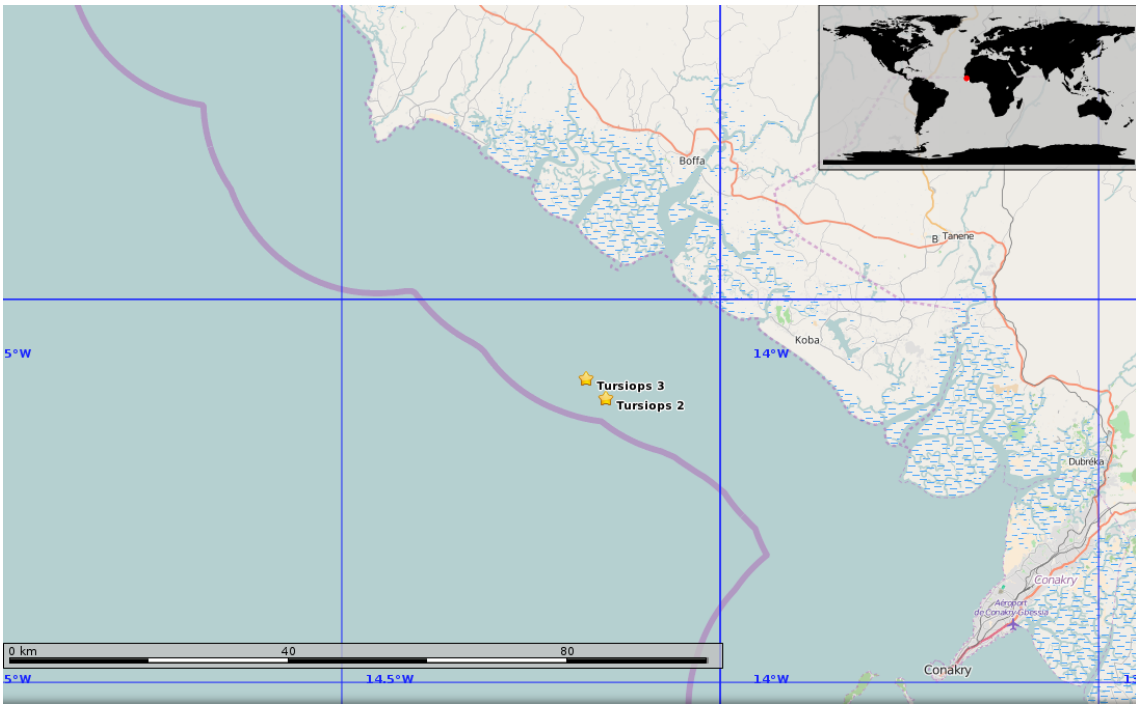 Boffa
B Tanene
Koba
5°W
14°W
Tursiops 3
Tursiops 2
Dubréka
Conakry
Aéroport
de Conakry-Gbessia
0 km
40
80
Conakry
5°W
14.5°W
14°W
13